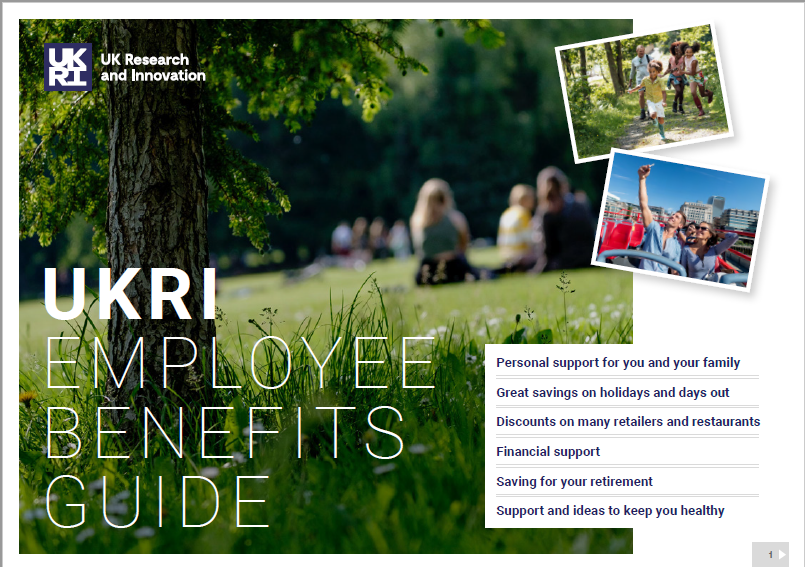 UK
RI
UK Research
and Innovation
UKRI
EMPLOYEE
BENEFITS
GUIDE
Personal support for you and your family
Great savings on holidays and days out
Discounts on many retailers and restaurants
Financial support
Saving for your retirement
Support and ideas to keep you healthy
1